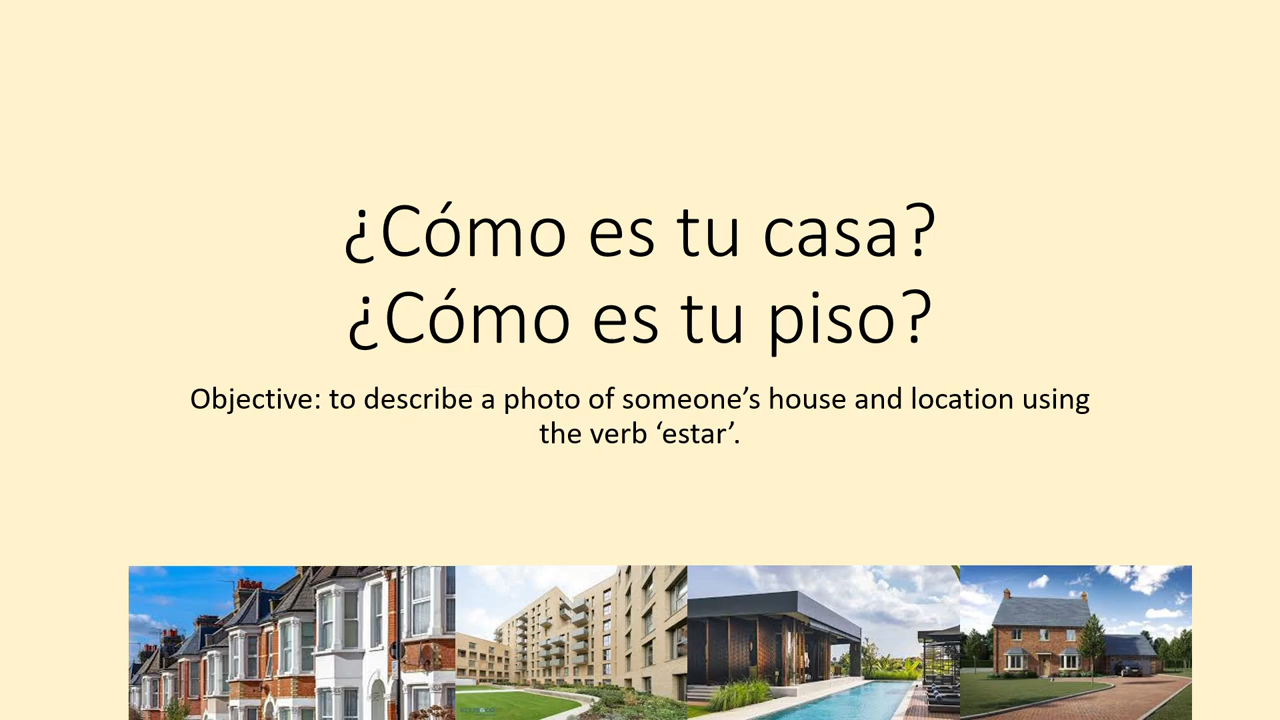 ¿Cómo es tu casa?
¿Cómo es tu piso?
Objective: to describe a photo of someone’s house and location using
the verb ‘estar’.